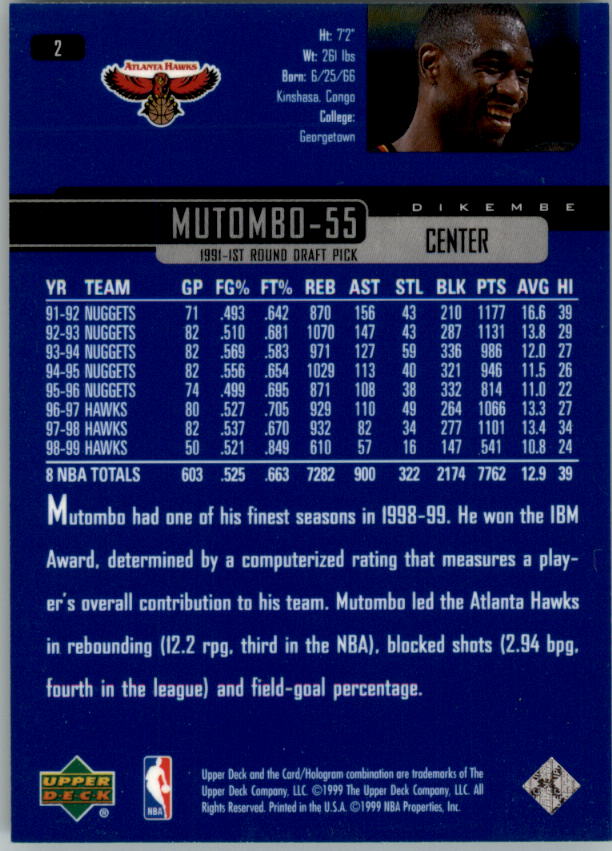 2
ATLANTA HAWKS
Ht: 7'2"
Wt: 261 lbs
Born: 6/25/66
Kinshasa, Congo
College:
Georgetown
DIKEMBE
MUTOMBO-55
CENTER
1991-1ST ROUND DRAFT PICK
YR TEAM GP FG% FT% REB AST STL BLK PTS AVG HI
91-92 NUGGETS 71 .493 .642 870 156 43 210 1177 16.6 39
92-93 NUGGETS 82 .510 .681 1070 147 43 287 1131 13.8 29
93-94 NUGGETS 82 .569 .583 971 127 59 336 986 12.0 27
94-95 NUGGETS 82 .556 .654 1029 113 40 321 946 11.5 26
95-96 NUGGETS 74 .499 .695 871 108 38 332 814 11.0 22
96-97 HAWKS 80 .527 .705 929 110 49 264 1066 13.3 27
97-98 HAWKS 82 .537 .670 932 82 34 277 1101 13.4 34
98-99 HAWKS 50 .521 .849 610 57 16 147 541 10.8 24
8 NBA TOTALS 603 .525 .663 7282 900 322 2174 7762 12.9 39
Mutombo had one of his finest seasons in 1998-99. He won the IBM
Award, determined by a computerized rating that measures a play-
er's overall contribution to his team. Mutombo led the Atlanta Hawks
in rebounding (12.2 rpg, third in the NBA), blocked shots (2.94 bpg,
fourth in the league) and field-goal percentage.
UPPER
DECK
®
NBA
Upper Deck and the Card/Hologram combination are trademarks of The
Upper Deck Company, LLC. ©1999 The Upper Deck Company, LLC. All
Rights Reserved. Printed in the U.S.A. ©1999 NBA Properties, Inc.